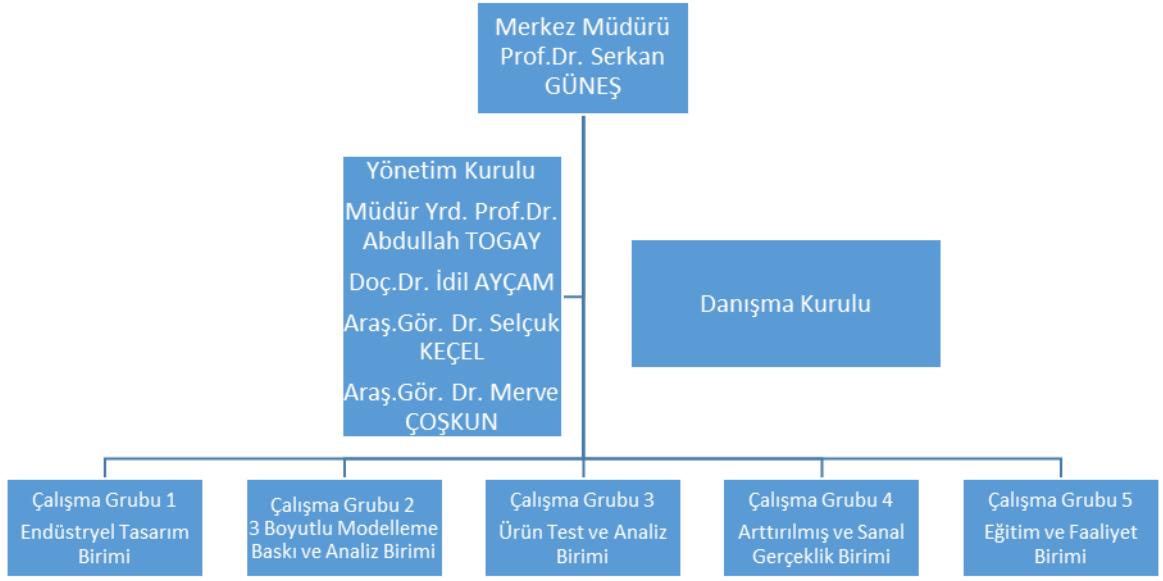 Merkez Müdürü
Prof.Dr. Serkan
GÜNEŞ
Yönetim Kurulu
Müdür Yrd. Prof.Dr.
Abdullah TOGAY
Doç.Dr. İdil AYÇAM
Araş.Gör. Dr. Selçuk
KEÇEL
Araş.Gör. Dr. Merve
ÇOŞKUN
Danışma Kurulu
Çalışma Grubu 1
Endüstryel Tasarım
Birimi
Çalışma Grubu 2
3 Boyutlu Modelleme
Baskı ve Analiz Birimi
Çalışma Grubu 3
Ürün Test ve Analiz
Birimi
Çalışma Grubu 4
Arttırılmış ve Sanal
Gerçeklik Birimi
Çalışma Grubu 5
Eğitim ve Faaliyet
Birimi